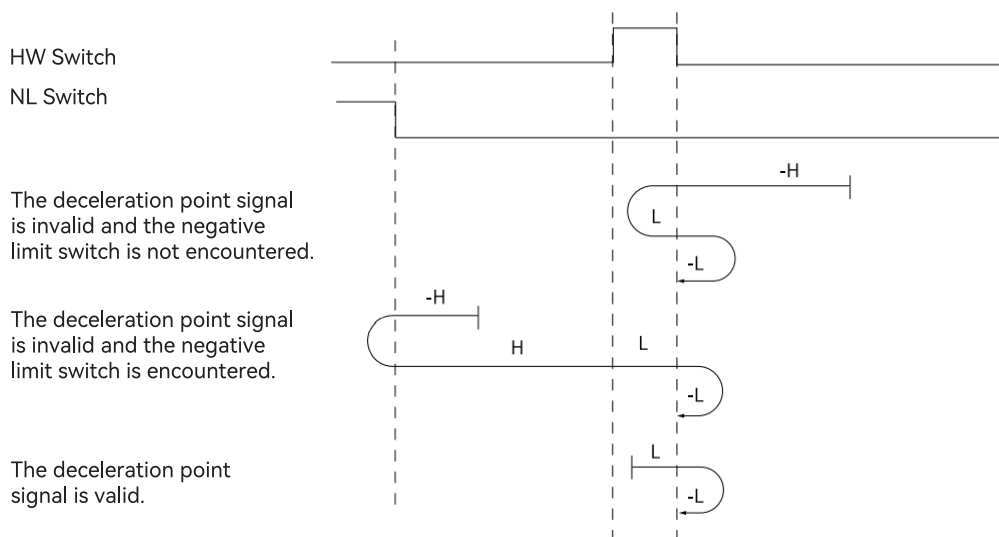 HW Switch
NL Switch
The deceleration point signal
is invalid and the negative
limit switch is not encountered.
-H
L
-L
The deceleration point signal
is invalid and the negative
limit switch is encountered.
-H
H
L
-L
The deceleration point
signal is valid.
L
-L